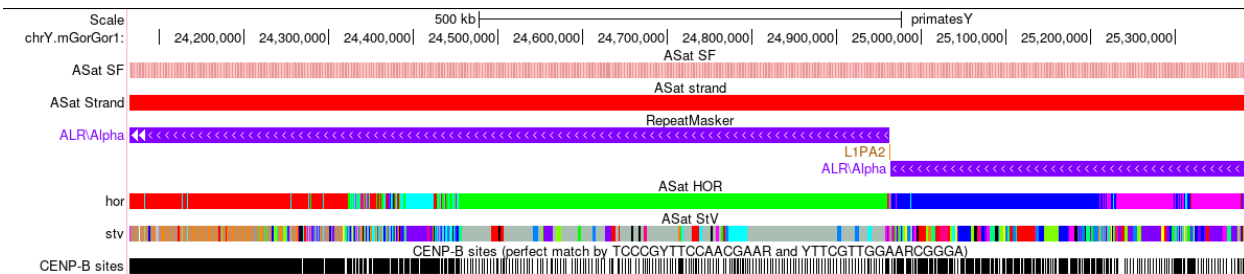 Scale 500 kb primatesY
chrY.mGorGor1: 24,200,000 24,300,000 24,400,000 24,500,000 24,600,000 24,700,000 24,800,000 24,900,000 25,000,000 25,100,000 25,200,000 25,300,000
ASat SF
ASat SF
ASat strand
ASat Strand
RepeatMasker
ALR\Alpha
L1PA2
ALR\Alpha
ASat HOR
hor
ASat StV
stv
CENP-B sites (perfect match by TCCCGYTTCCAACGAAR and YTTCGTTGGAARCGGGA)
CENP-B sites